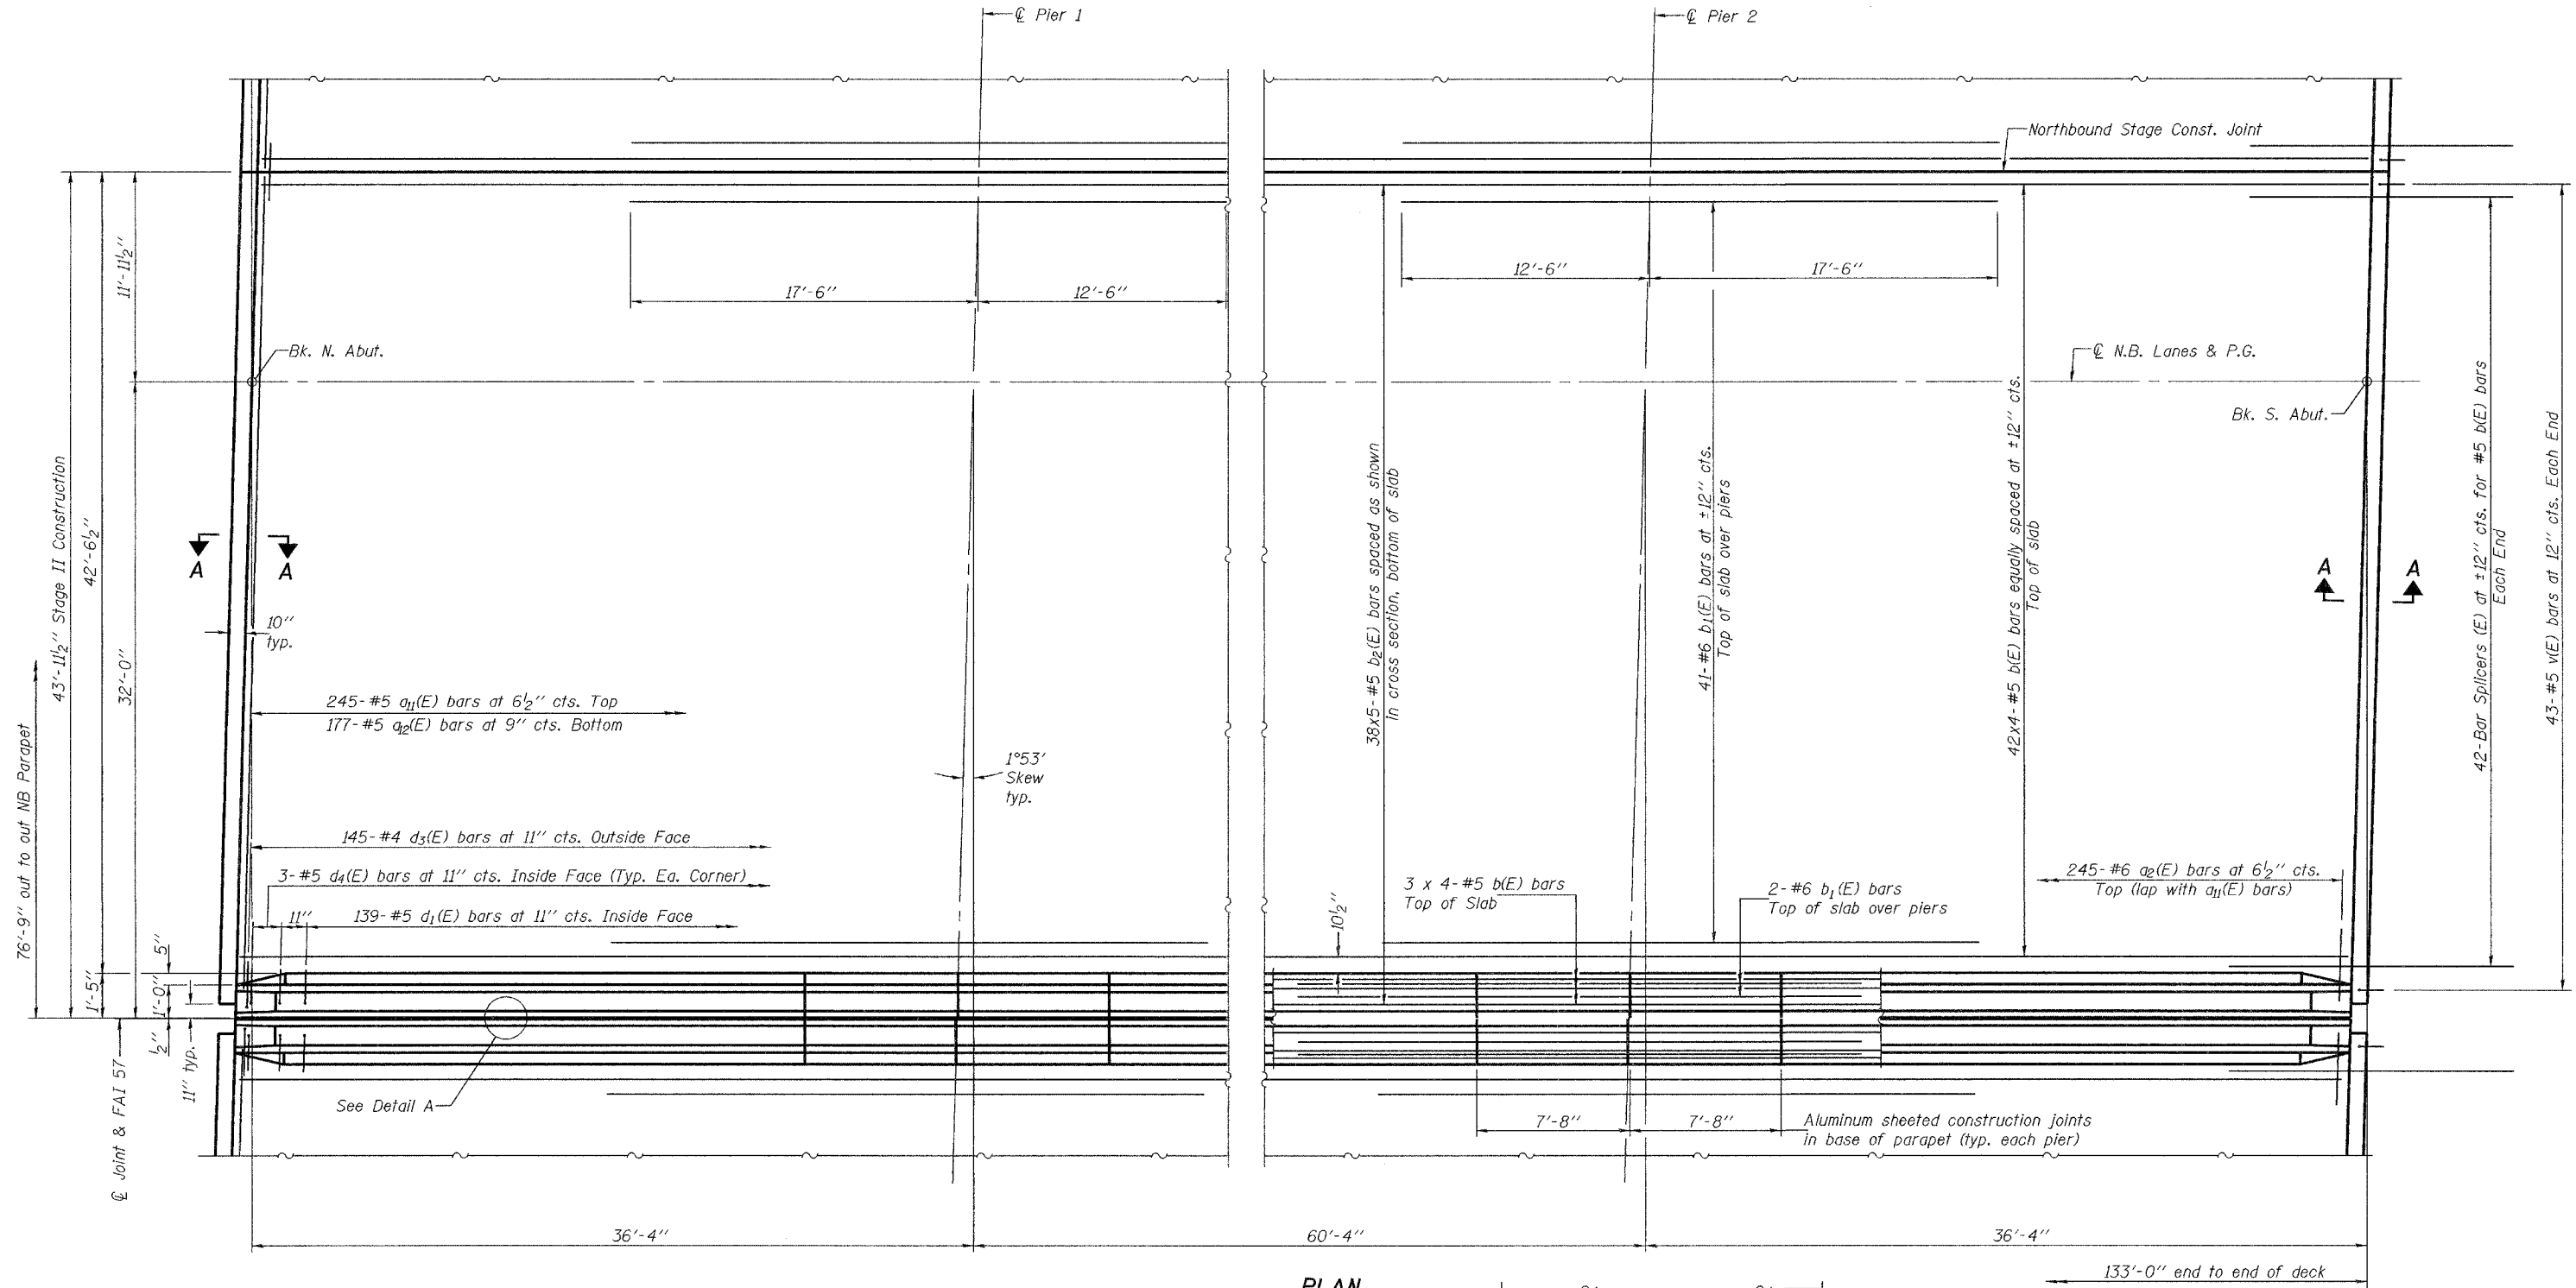 ℄ Pier 1
℄ Pier 2
Northbound Stage Const. Joint
11'-11½"
17'-6"
12'-6"
12'-6"
17'-6"
Bk. N. Abut.
℄ N.B. Lanes & P.G.
Bk. S. Abut.
76'-9" out to out NB Parapet
43'-11½" Stage II Construction
42'-6½"
32'-0"
A
A
10"
typ.
A
A
38x5-#5 b₂(E) bars spaced as shown
in cross section, bottom of slab
41-#6 b₁(E) bars at ±12" cts.
Top of slab over piers
42x4-#5 b(E) bars equally spaced at ±12" cts.
Top of slab
42-Bar Splicers (E) at ±12" cts. for #5 b(E) bars
Each End
43-#5 v(E) bars at 12" cts. Each End
245-#5 a₁₁(E) bars at 6½" cts. Top
177-#5 a₁₂(E) bars at 9" cts. Bottom
1°53'
Skew
typ.
145-#4 d₃(E) bars at 11" cts. Outside Face
3-#5 d₄(E) bars at 11" cts. Inside Face (Typ. Ea. Corner)
11"
139-#5 d₁(E) bars at 11" cts. Inside Face
3 x 4-#5 b(E) bars
Top of Slab
2-#6 b₁(E) bars
Top of slab over piers
245-#6 a₂(E) bars at 6½" cts.
Top (lap with a₁₁(E) bars)
10½"
5"
1'-5"
1'-0"
½"
11" typ.
℄ Joint & FAI 57
See Detail A
7'-8"
7'-8"
Aluminum sheeted construction joints
in base of parapet (typ. each pier)
36'-4"
60'-4"
36'-4"
133'-0" end to end of deck
PLAN